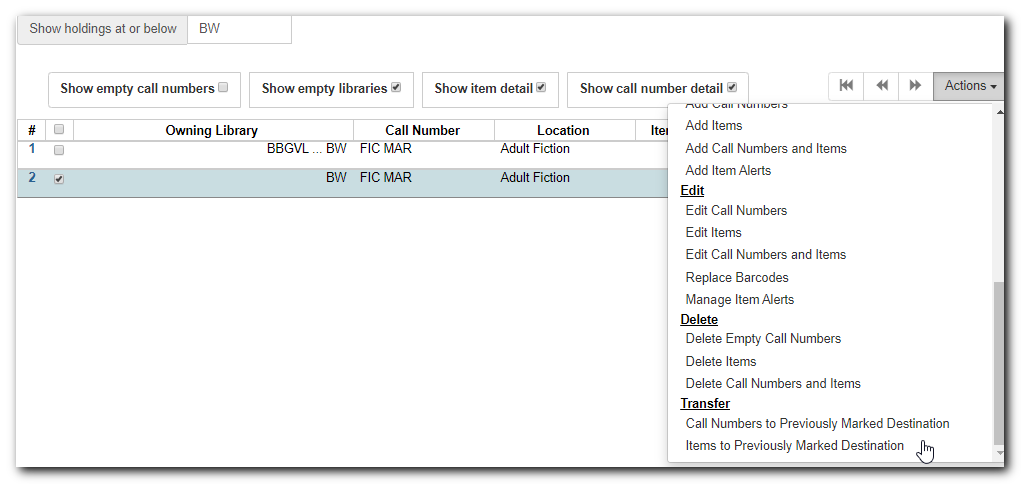 Show holdings at or below BW
Show empty call numbers Show empty libraries Show item detail Show call number detail Actions
# Owning Library Call Number Location Iter
1 BBGVL ... BW FIC MAR Adult Fiction
2 BW FIC MAR Adult Fiction
Add Call Numbers
Add Items
Add Call Numbers and Items
Add Item Alerts
Edit
Edit Call Numbers
Edit Items
Edit Call Numbers and Items
Replace Barcodes
Manage Item Alerts
Delete
Delete Empty Call Numbers
Delete Items
Delete Call Numbers and Items
Transfer
Call Numbers to Previously Marked Destination
Items to Previously Marked Destination